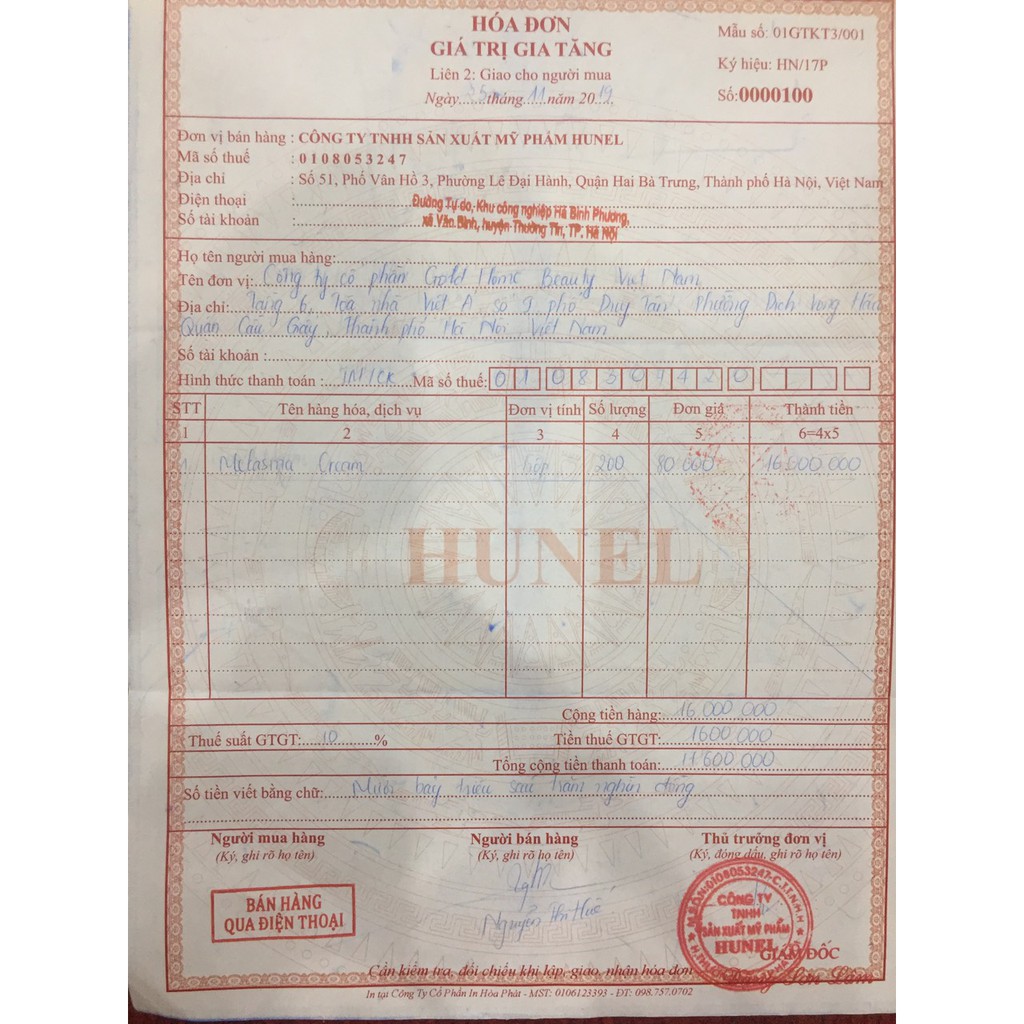 HÓA ĐƠN
GIÁ TRỊ GIA TĂNG
Liên 2: Giao cho người mua
Ngày......tháng 11 năm 2019
Mẫu số: 01GTKT3/001
Ký hiệu: HN/17P
Số:0000100
Đơn vị bán hàng : CÔNG TY TNHH SẢN XUẤT MỸ PHẨM HUNEL
Mã số thuế : 0108053247
Địa chỉ : Số 51, Phố Vân Hồ 3, Phường Lê Đại Hành, Quận Hai Bà Trưng, Thành phố Hà Nội, Việt Nam
Điện thoại : Đường Tự do, Khu công nghiệp Hà Bình Phương,
Số tài khoản : xã Văn Bình, huyện Thường Tín, TP. Hà Nội
Họ tên người mua hàng:
Tên đơn vị: Công ty cổ phần Gold Home Beauty Việt Nam
Địa chỉ: Tầng 6, Tòa nhà Việt A, số 9 phố Duy Tân, Phường Dịch Vọng Hậu
Quận Cầu Giấy, Thành phố Hà Nội, Việt Nam
Số tài khoản :
Hình thức thanh toán : TM/CK Mã số thuế:
STT Tên hàng hóa, dịch vụ Đơn vị tính Số lượng Đơn giá Thành tiền
1 2 3 4 5 6=4x5
1 Melasma Cream hộp 200 80 000 16 000 000
HUNEL
Cộng tiền hàng: 16 000 000
Thuế suất GTGT: 10 % Tiền thuế GTGT: 1600 000
Tổng cộng tiền thanh toán: 17 600 000
Số tiền viết bằng chữ: Mười bảy triệu sáu trăm nghìn đồng
Người mua hàng Người bán hàng Thủ trưởng đơn vị
(Ký, ghi rõ họ tên) (Ký, ghi rõ họ tên) (Ký, đóng dấu, ghi rõ họ tên)
BÁN HÀNG
QUA ĐIỆN THOẠI
Nguyễn Thị Huế
M.S.D.N:0108053247-C.T.T.N.H.H
CÔNG TY
TNHH
SẢN XUẤT MỸ PHẨM
HUNEL
GIÁM ĐỐC
Cần kiểm tra, đối chiếu khi lập, giao, nhận hóa đơn
In tại Công Ty Cổ Phần In Hòa Phát - MST: 0106123393 - ĐT: 098.757.0702